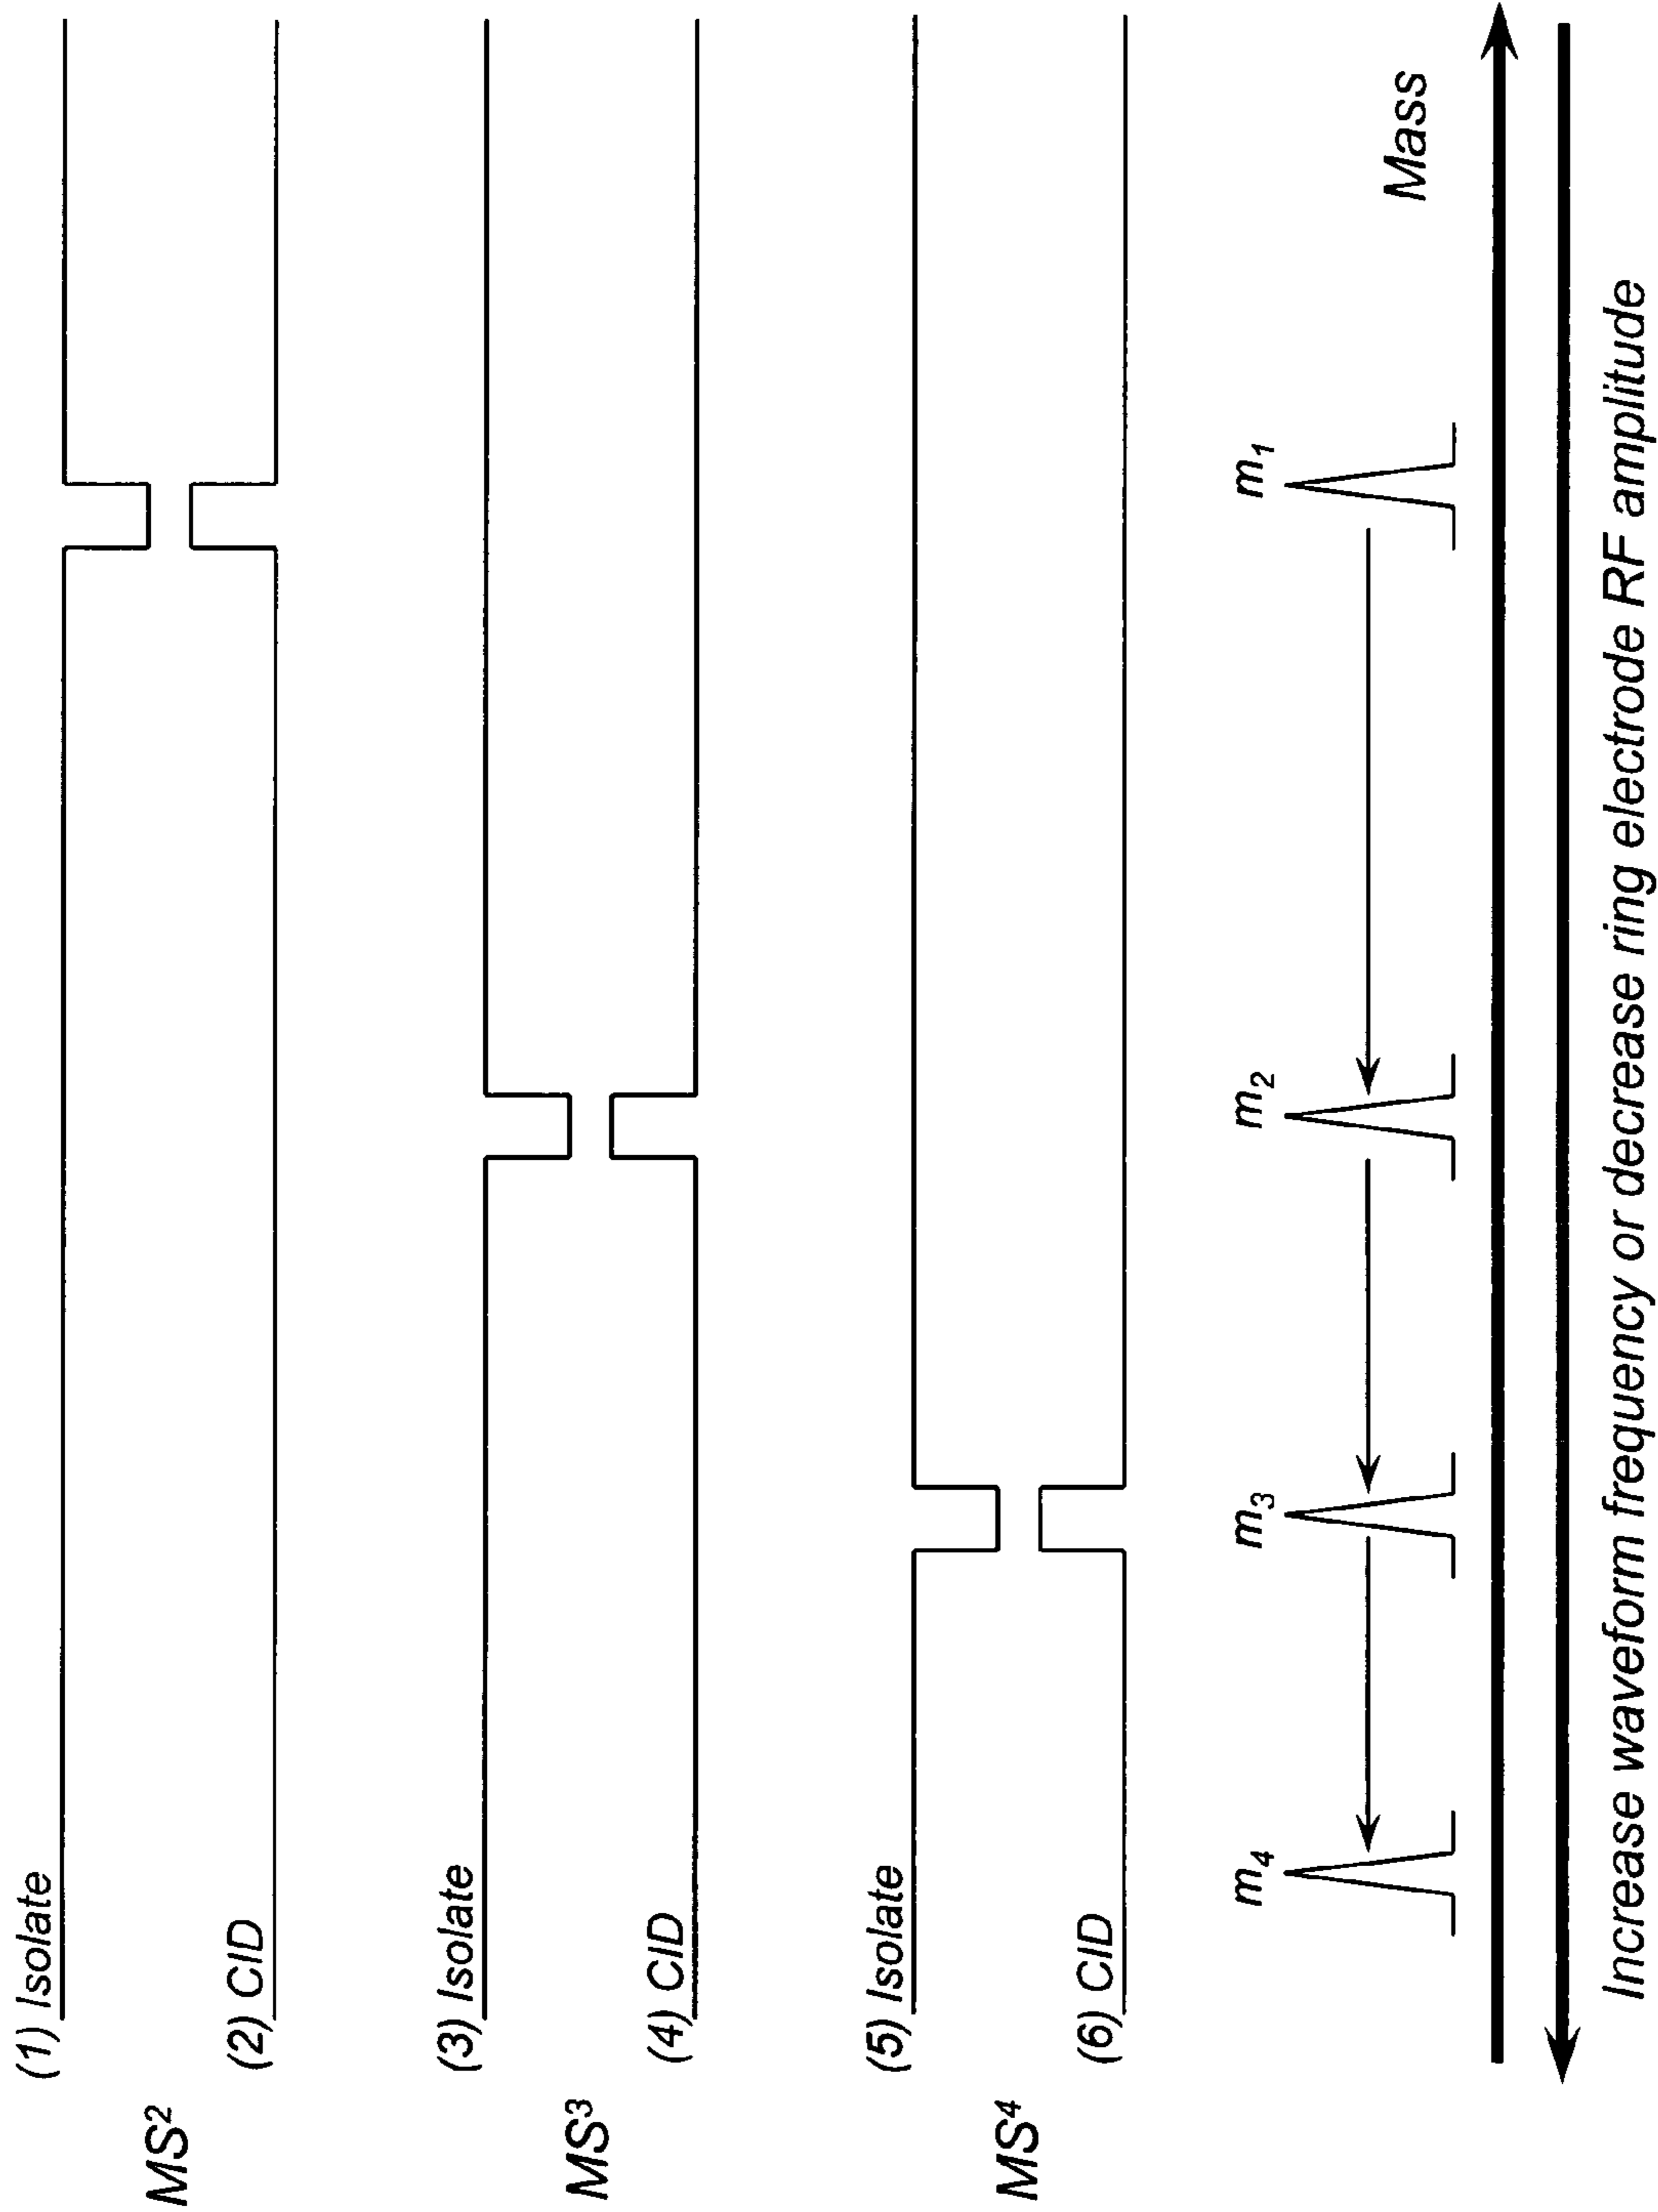 (1) Isolate
MS²
(2) CID
(3) Isolate
MS³
(4) CID
(5) Isolate
MS⁴
(6) CID
m₄ m₃ m₂ m₁
Mass
Increase waveform frequency or decrease ring electrode RF amplitude